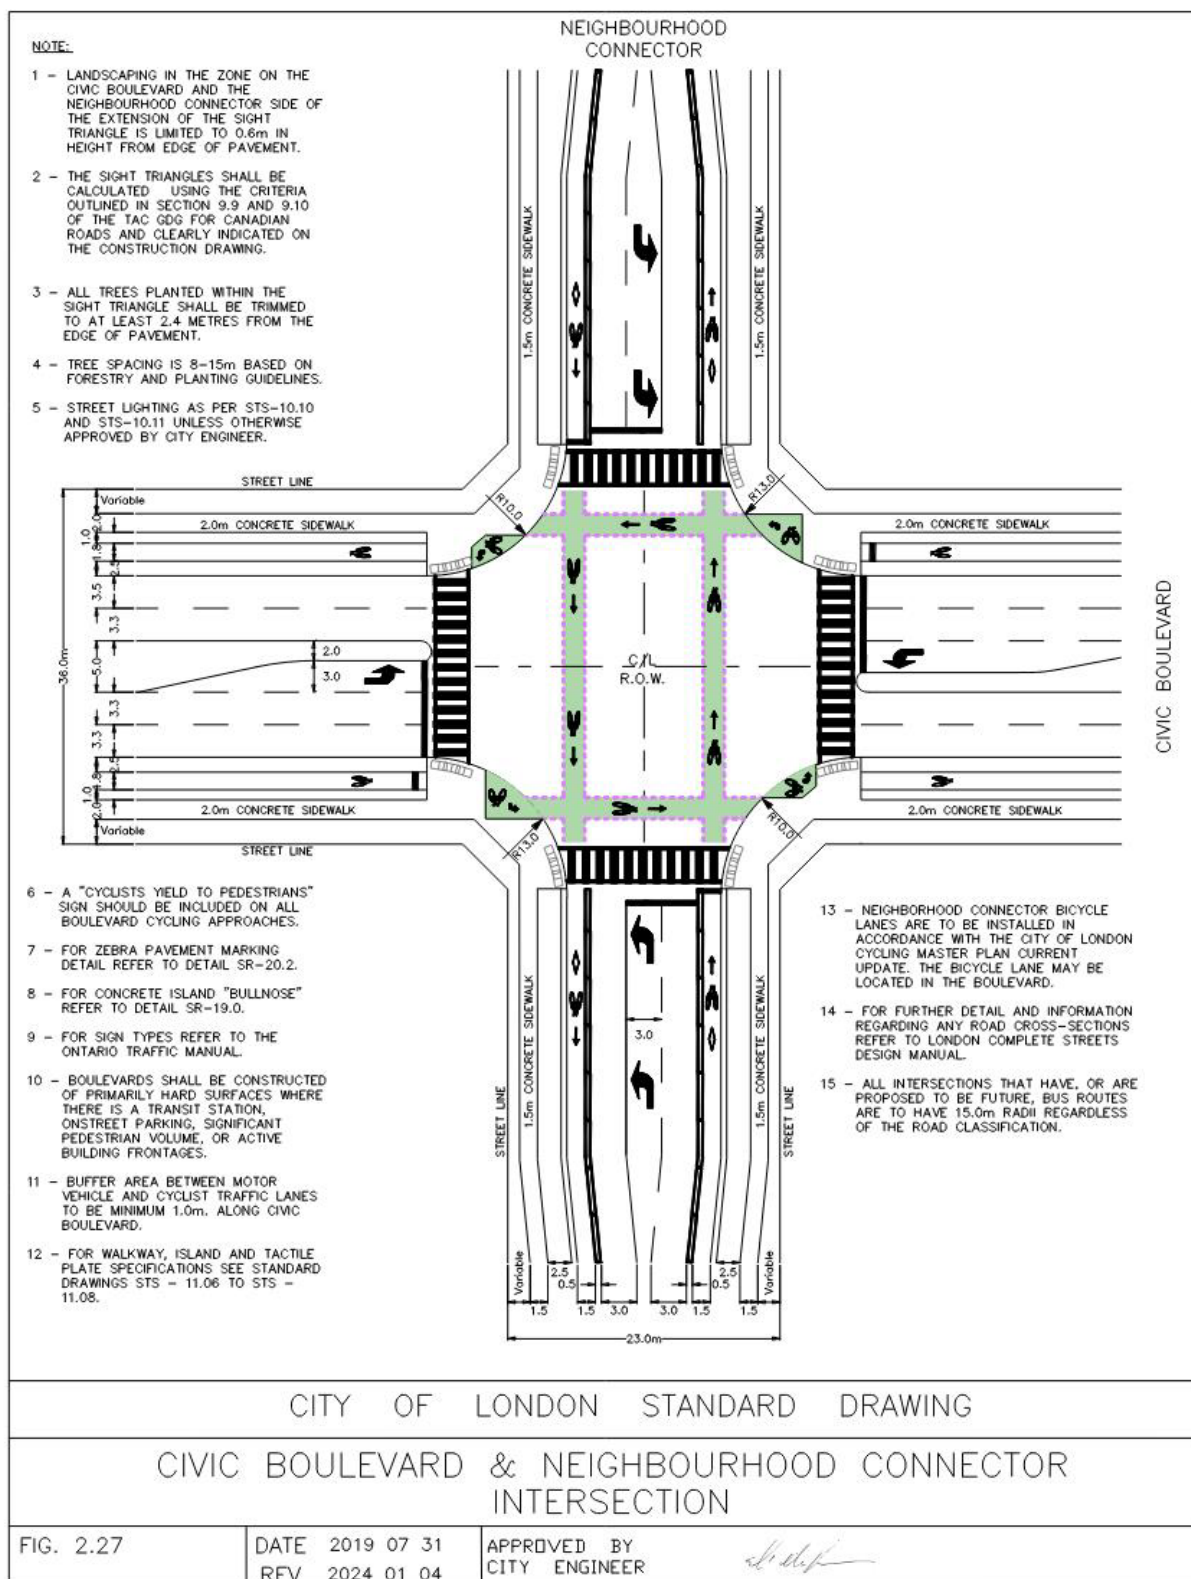 NEIGHBOURHOOD
CONNECTOR
NOTE:
1 – LANDSCAPING IN THE ZONE ON THE
CIVIC BOULEVARD AND THE
NEIGHBOURHOOD CONNECTOR SIDE OF
THE EXTENSION OF THE SIGHT
TRIANGLE IS LIMITED TO 0.6m IN
HEIGHT FROM EDGE OF PAVEMENT.
2 – THE SIGHT TRIANGLES SHALL BE
CALCULATED USING THE CRITERIA
OUTLINED IN SECTION 9.9 AND 9.10
OF THE TAC GDG FOR CANADIAN
ROADS AND CLEARLY INDICATED ON
THE CONSTRUCTION DRAWING.
3 – ALL TREES PLANTED WITHIN THE
SIGHT TRIANGLE SHALL BE TRIMMED
TO AT LEAST 2.4 METRES FROM THE
EDGE OF PAVEMENT.
4 – TREE SPACING IS 8–15m BASED ON
FORESTRY AND PLANTING GUIDELINES.
5 – STREET LIGHTING AS PER STS–10.10
AND STS–10.11 UNLESS OTHERWISE
APPROVED BY CITY ENGINEER.
1.5m CONCRETE SIDEWALK
1.5m CONCRETE SIDEWALK
STREET LINE
Variable
R10.0
R13.0
2.0m CONCRETE SIDEWALK
2.0m CONCRETE SIDEWALK
2.0
1.0
1.8
2.5
3.5
3.3
5.0
3.3
3.3
2.5
1.8
1.0
2.0
36.0m
2.0
3.0
C/L
R.O.W.
CIVIC BOULEVARD
2.0m CONCRETE SIDEWALK
2.0m CONCRETE SIDEWALK
Variable
R13.0
R10.0
STREET LINE
6 – A "CYCLISTS YIELD TO PEDESTRIANS"
SIGN SHOULD BE INCLUDED ON ALL
BOULEVARD CYCLING APPROACHES.
7 – FOR ZEBRA PAVEMENT MARKING
DETAIL REFER TO DETAIL SR–20.2.
8 – FOR CONCRETE ISLAND "BULLNOSE"
REFER TO DETAIL SR–19.0.
9 – FOR SIGN TYPES REFER TO THE
ONTARIO TRAFFIC MANUAL.
10 – BOULEVARDS SHALL BE CONSTRUCTED
OF PRIMARILY HARD SURFACES WHERE
THERE IS A TRANSIT STATION,
ONSTREET PARKING, SIGNIFICANT
PEDESTRIAN VOLUME, OR ACTIVE
BUILDING FRONTAGES.
11 – BUFFER AREA BETWEEN MOTOR
VEHICLE AND CYCLIST TRAFFIC LANES
TO BE MINIMUM 1.0m. ALONG CIVIC
BOULEVARD.
12 – FOR WALKWAY, ISLAND AND TACTILE
PLATE SPECIFICATIONS SEE STANDARD
DRAWINGS STS – 11.06 TO STS –
11.08.
STREET LINE
1.5m CONCRETE SIDEWALK
3.0
1.5m CONCRETE SIDEWALK
STREET LINE
13 – NEIGHBORHOOD CONNECTOR BICYCLE
LANES ARE TO BE INSTALLED IN
ACCORDANCE WITH THE CITY OF LONDON
CYCLING MASTER PLAN CURRENT
UPDATE. THE BICYCLE LANE MAY BE
LOCATED IN THE BOULEVARD.
14 – FOR FURTHER DETAIL AND INFORMATION
REGARDING ANY ROAD CROSS–SECTIONS
REFER TO LONDON COMPLETE STREETS
DESIGN MANUAL.
15 – ALL INTERSECTIONS THAT HAVE, OR ARE
PROPOSED TO BE FUTURE, BUS ROUTES
ARE TO HAVE 15.0m RADII REGARDLESS
OF THE ROAD CLASSIFICATION.
Variable
2.5
0.5
2.5
0.5
Variable
1.5
1.5
3.0
3.0
1.5
1.5
23.0m
CITY OF LONDON STANDARD DRAWING
CIVIC BOULEVARD & NEIGHBOURHOOD CONNECTOR
INTERSECTION
FIG. 2.27
DATE 2019 07 31
REV 2024 01 04
APPROVED BY
CITY ENGINEER